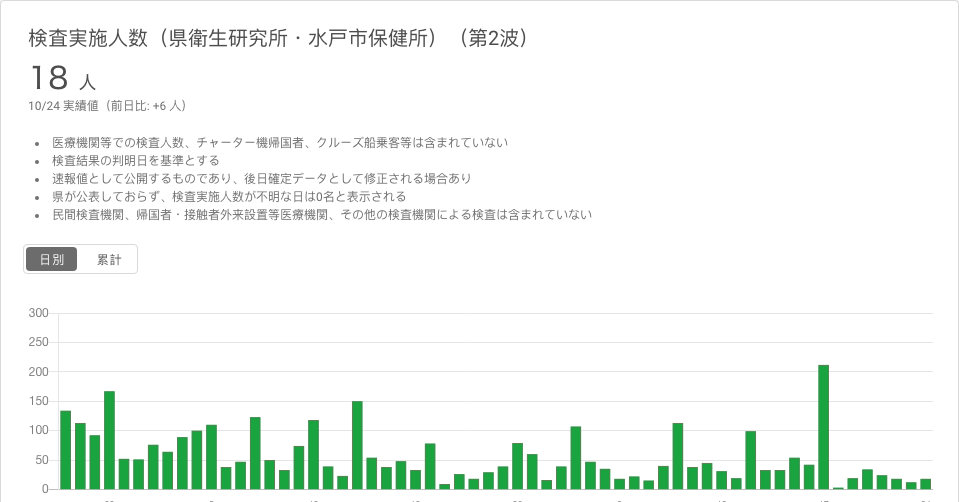 検査実施人数（県衛生研究所・水戸市保健所）（第2波）
18 人
10/24 実績値（前日比: +6 人）
• 医療機関等での検査人数、チャーター機帰国者、クルーズ船乗客等は含まれていない
• 検査結果の判明日を基準とする
• 速報値として公開するものであり、後日確定データとして修正される場合あり
• 県が公表しておらず、検査実施人数が不明な日は0名と表示される
• 民間検査機関、帰国者・接触者外来設置等医療機関、その他の検査機関による検査は含まれていない
日別 累計
300
250
200
150
100
50
0